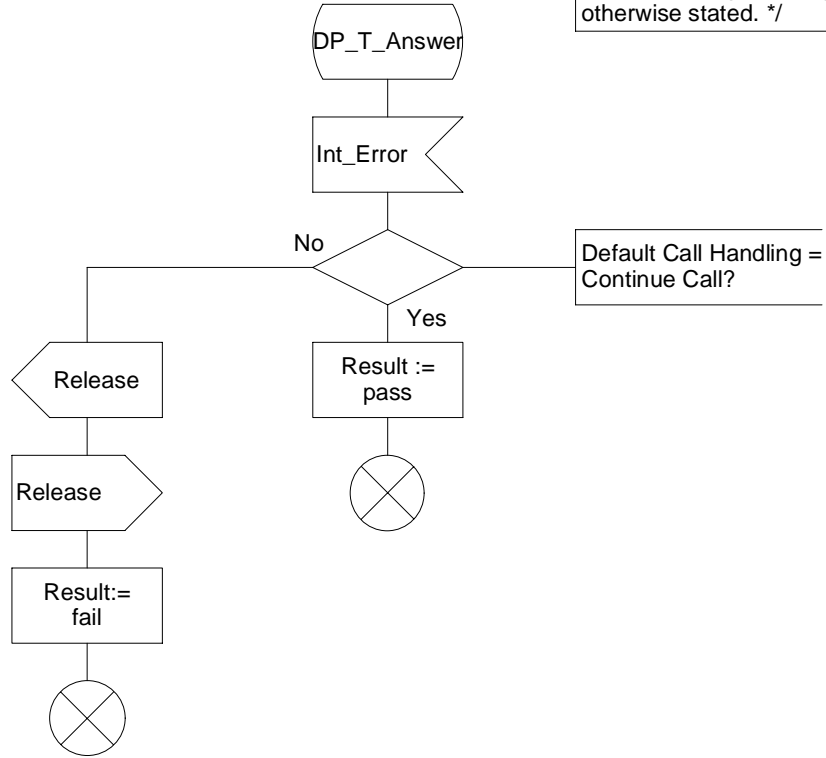 otherwise stated. */
DP_T_Answer
Int_Error
No
Default Call Handling =
Continue Call?
Yes
Release
Result :=
pass
Release
Result:=
fail